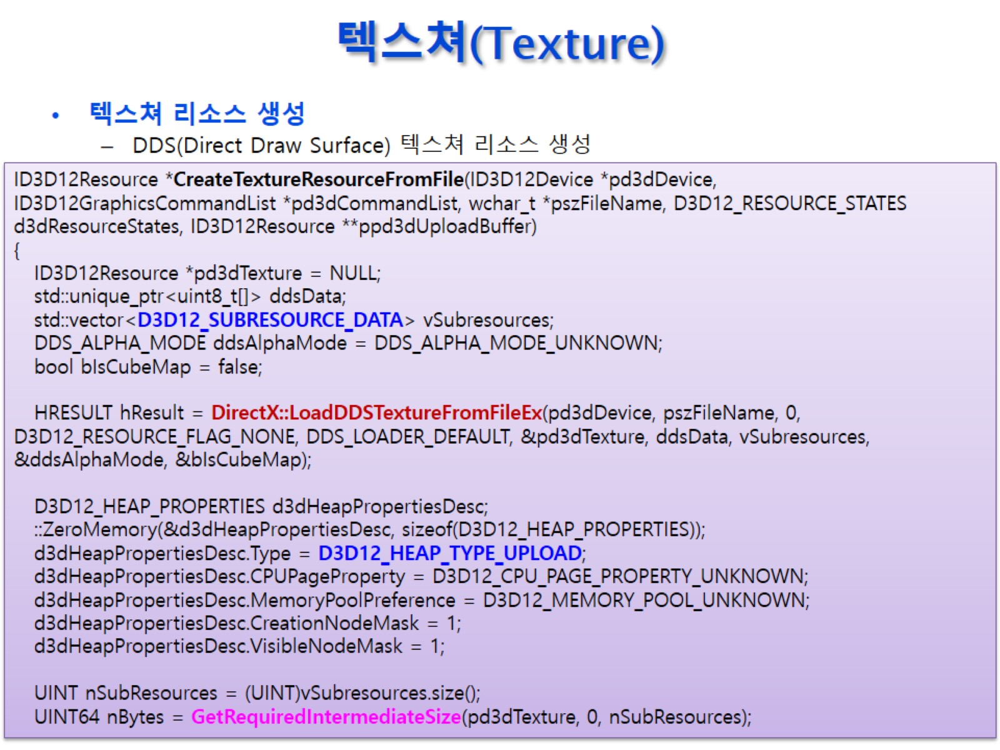 텍스쳐(Texture)
• 텍스쳐 리소스 생성
– DDS(Direct Draw Surface) 텍스쳐 리소스 생성
ID3D12Resource *CreateTextureResourceFromFile(ID3D12Device *pd3dDevice,
ID3D12GraphicsCommandList *pd3dCommandList, wchar_t *pszFileName, D3D12_RESOURCE_STATES
d3dResourceStates, ID3D12Resource **ppd3dUploadBuffer)
{
ID3D12Resource *pd3dTexture = NULL;
std::unique_ptr<uint8_t[]> ddsData;
std::vector<D3D12_SUBRESOURCE_DATA> vSubresources;
DDS_ALPHA_MODE ddsAlphaMode = DDS_ALPHA_MODE_UNKNOWN;
bool bIsCubeMap = false;
HRESULT hResult = DirectX::LoadDDSTextureFromFileEx(pd3dDevice, pszFileName, 0,
D3D12_RESOURCE_FLAG_NONE, DDS_LOADER_DEFAULT, &pd3dTexture, ddsData, vSubresources,
&ddsAlphaMode, &bIsCubeMap);
D3D12_HEAP_PROPERTIES d3dHeapPropertiesDesc;
::ZeroMemory(&d3dHeapPropertiesDesc, sizeof(D3D12_HEAP_PROPERTIES));
d3dHeapPropertiesDesc.Type = D3D12_HEAP_TYPE_UPLOAD;
d3dHeapPropertiesDesc.CPUPageProperty = D3D12_CPU_PAGE_PROPERTY_UNKNOWN;
d3dHeapPropertiesDesc.MemoryPoolPreference = D3D12_MEMORY_POOL_UNKNOWN;
d3dHeapPropertiesDesc.CreationNodeMask = 1;
d3dHeapPropertiesDesc.VisibleNodeMask = 1;
UINT nSubResources = (UINT)vSubresources.size();
UINT64 nBytes = GetRequiredIntermediateSize(pd3dTexture, 0, nSubResources);